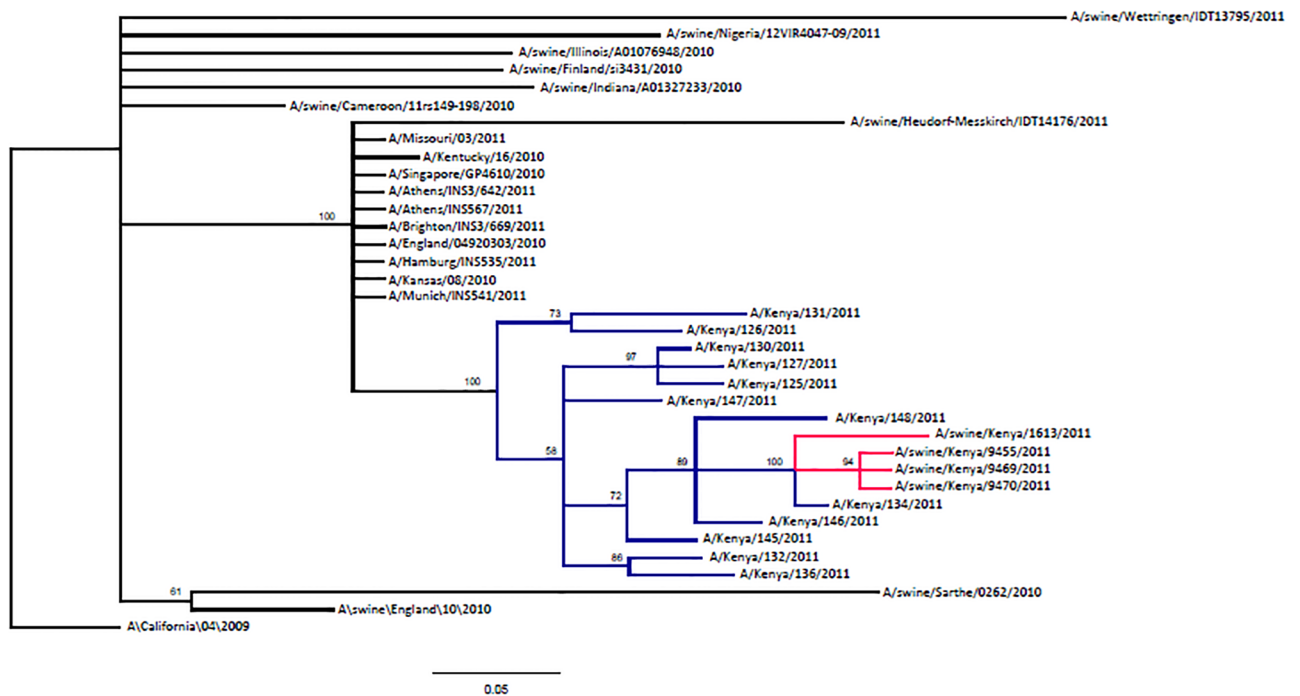 A/swine/Wettringen/IDT13795/2011
A/swine/Nigeria/12VIR4047-09/2011
A/swine/Illinois/A01076948/2010
A/swine/Finland/si3431/2010
A/swine/Indiana/A01327233/2010
A/swine/Cameroon/11rs149-198/2010
A/swine/Heudorf-Messkirch/IDT14176/2011
A/Missouri/03/2011
A/Kentucky/16/2010
A/Singapore/GP4610/2010
A/Athens/INS3/642/2011
A/Athens/INS567/2011
100
A/Brighton/INS3/669/2011
A/England/04920303/2010
A/Hamburg/INS535/2011
A/Kansas/08/2010
A/Munich/INS541/2011
73
A/Kenya/131/2011
A/Kenya/126/2011
A/Kenya/130/2011
97
A/Kenya/127/2011
A/Kenya/125/2011
100
A/Kenya/147/2011
A/Kenya/148/2011
A/swine/Kenya/1613/2011
58
A/swine/Kenya/9455/2011
89
100
94
A/swine/Kenya/9469/2011
A/swine/Kenya/9470/2011
72
A/Kenya/134/2011
A/Kenya/146/2011
A/Kenya/145/2011
86
A/Kenya/132/2011
A/Kenya/136/2011
61
A/swine/Sarthe/0262/2010
A\swine\England\10\2010
A\California\04\2009
0.05